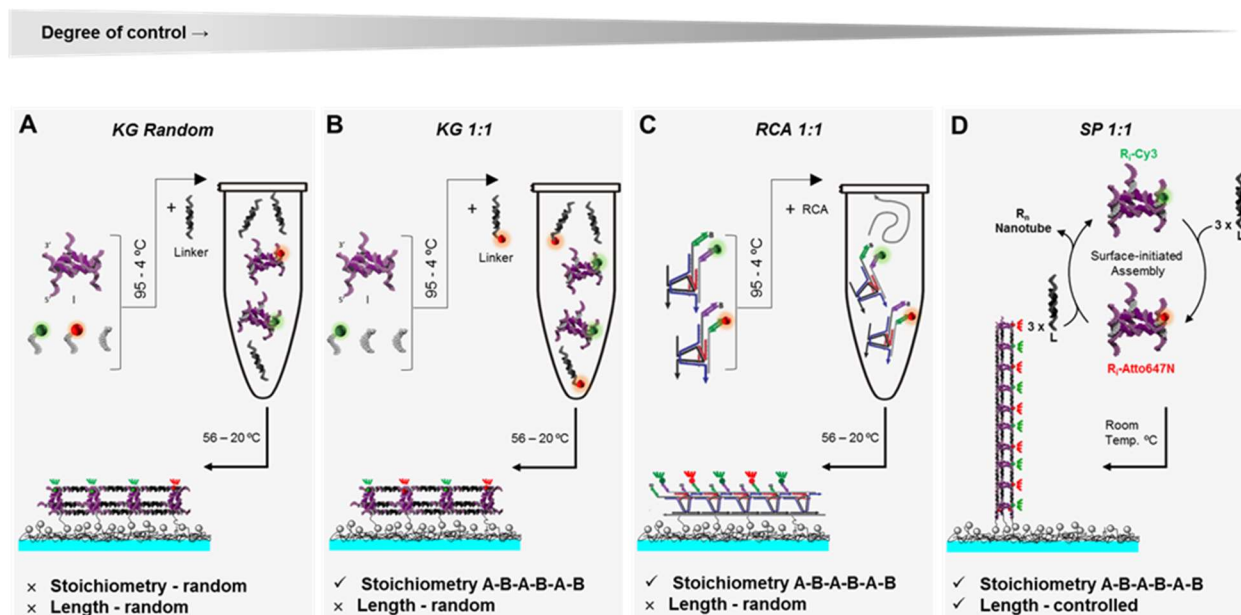 Degree of control →
A KG Random
3'
5'
95 - 4 ºC
+
Linker
56 – 20 ºC
× Stoichiometry - random
× Length - random
B KG 1:1
3'
95 - 4 ºC
+
Linker
56 – 20 ºC
✓ Stoichiometry A-B-A-B-A-B
× Length - random
C RCA 1:1
95 - 4 ºC
+ RCA
56 – 20 ºC
✓ Stoichiometry A-B-A-B-A-B
× Length - random
D SP 1:1
Ri-Cy3
Rn
Nanotube
3 x
Surface-initiated
Assembly
3 x
L
Ri-Atto647N
Room
Temp. ºC
✓ Stoichiometry A-B-A-B-A-B
✓ Length - controlled